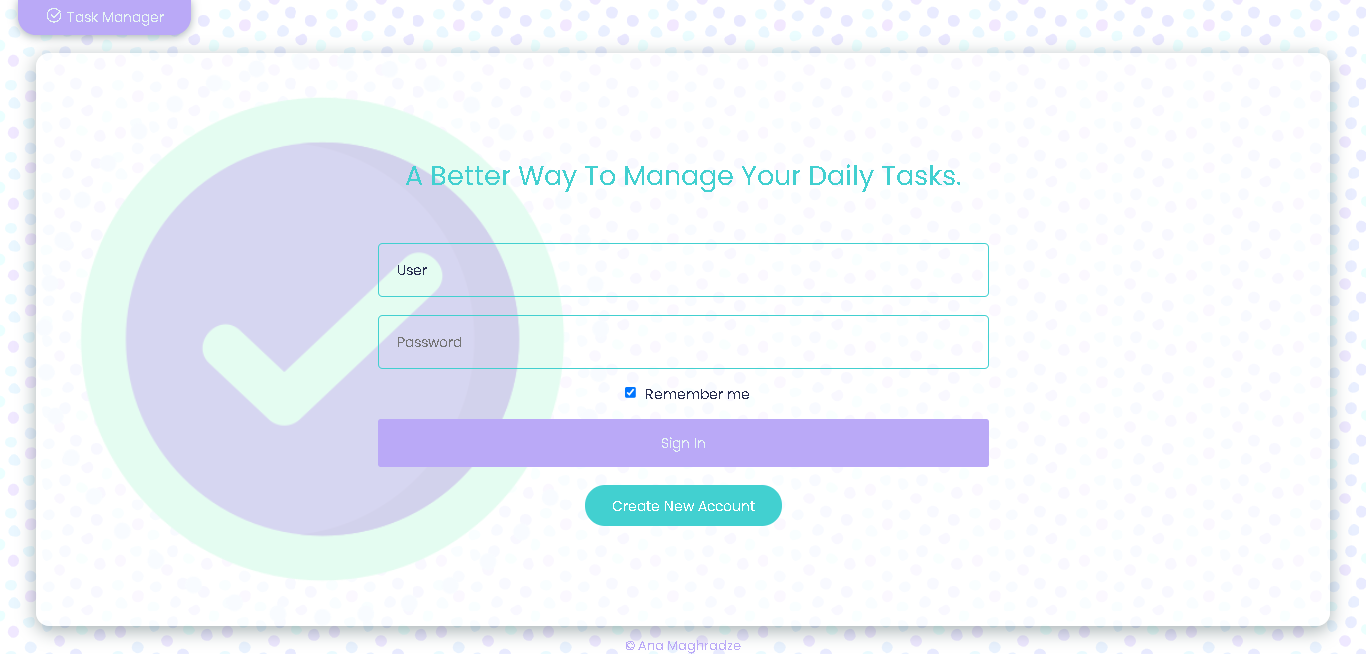 Task Manager
A Better Way To Manage Your Daily Tasks.
User
Password
Remember me
Sign In
Create New Account
© Ana Maghradze